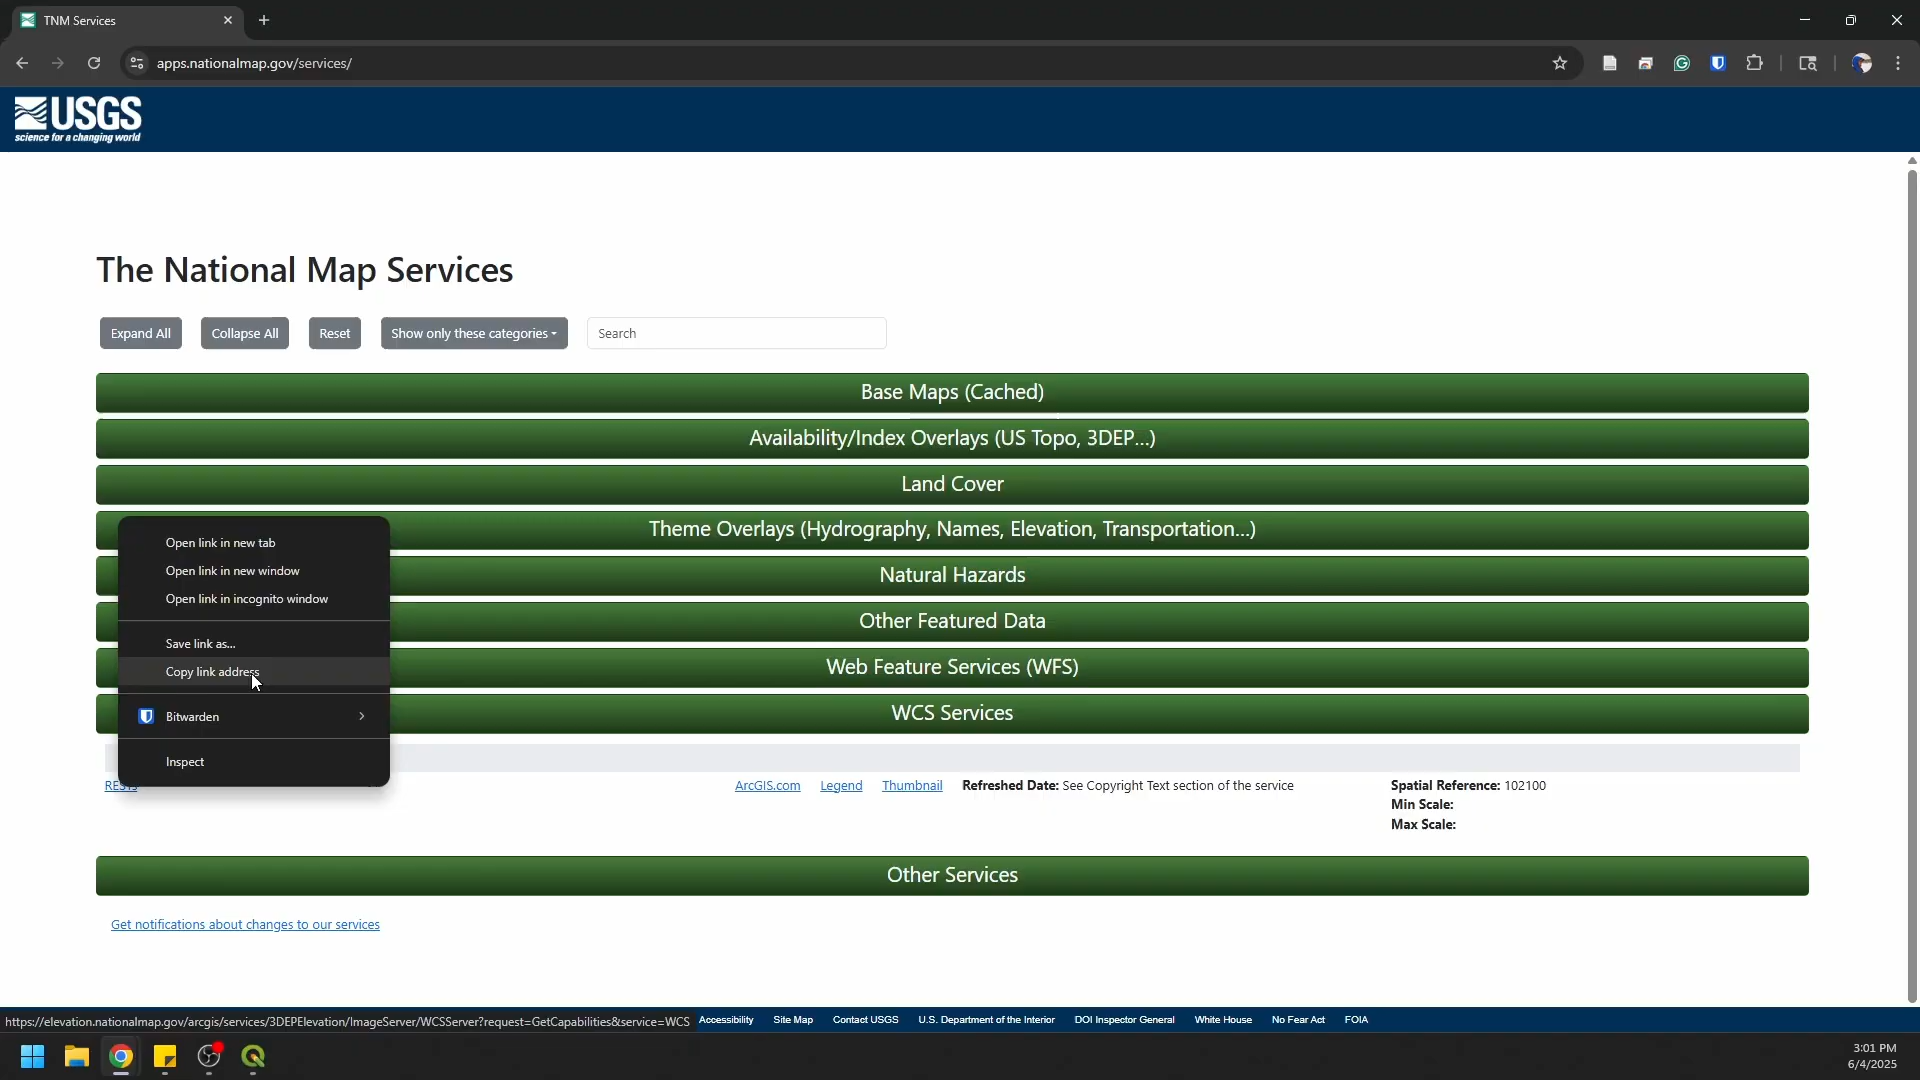 TNM Services
apps.nationalmap.gov/services/
USGS
science for a changing world
The National Map Services
Expand All
Collapse All
Reset
Show only these categories
Search
Base Maps (Cached)
Availability/Index Overlays (US Topo, 3DEP...)
Land Cover
Theme Overlays (Hydrography, Names, Elevation, Transportation...)
Natural Hazards
Other Featured Data
Web Feature Services (WFS)
WCS Services
Open link in new tab
Open link in new window
Open link in incognito window
Save link as...
Copy link address
Bitwarden
Inspect
ArcGIS.com
Legend
Thumbnail
Refreshed Date: See Copyright Text section of the service
Spatial Reference: 102100
Min Scale:
Max Scale:
Other Services
Get notifications about changes to our services
https://elevation.nationalmap.gov/arcgis/services/3DEPElevation/ImageServer/WCSServer?request=GetCapabilities&service=WCS
Accessibility
Site Map
Contact USGS
U.S. Department of the Interior
DOI Inspector General
White House
No Fear Act
FOIA
3:01 PM
6/4/2025